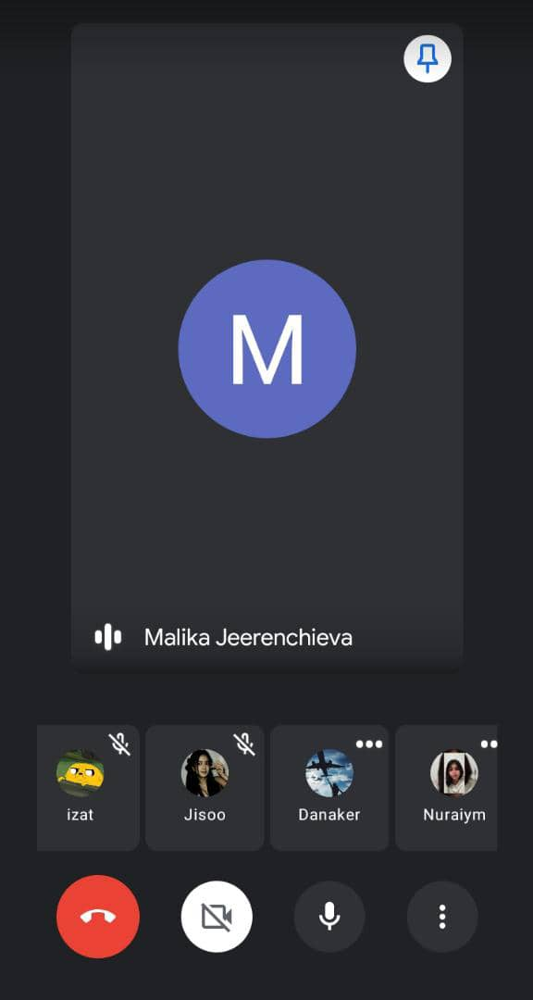 M
Malika Jeerenchieva
izat
Jisoo
Danaker
Nuraiym